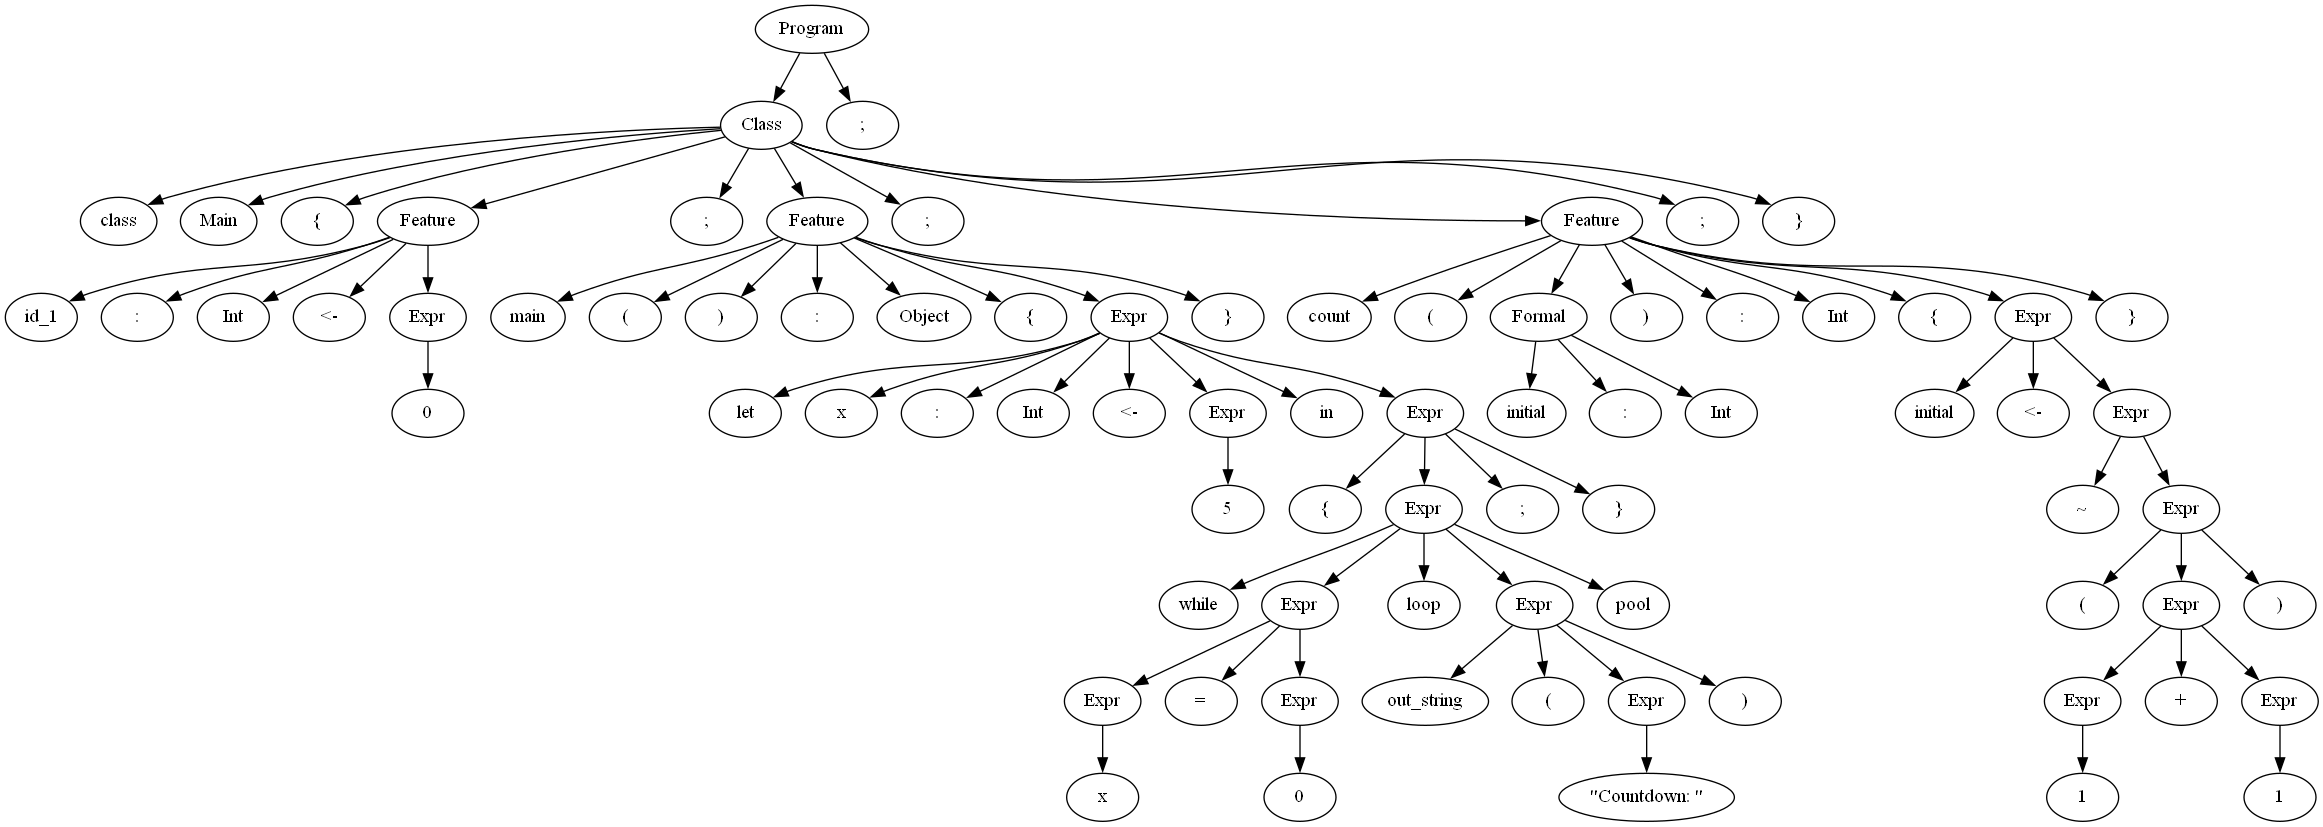 Program
Class ;
class Main { Feature ; Feature ; Feature ; }
id_1 : Int <- Expr main ( ) : Object { Expr } count ( Formal ) : Int { Expr }
0 let x : Int <- Expr in Expr initial : Int initial <- Expr
5 { Expr ; } ~ Expr
while Expr loop Expr pool ( Expr )
Expr = Expr out_string ( Expr ) Expr + Expr
x 0 "Countdown: " 1 1